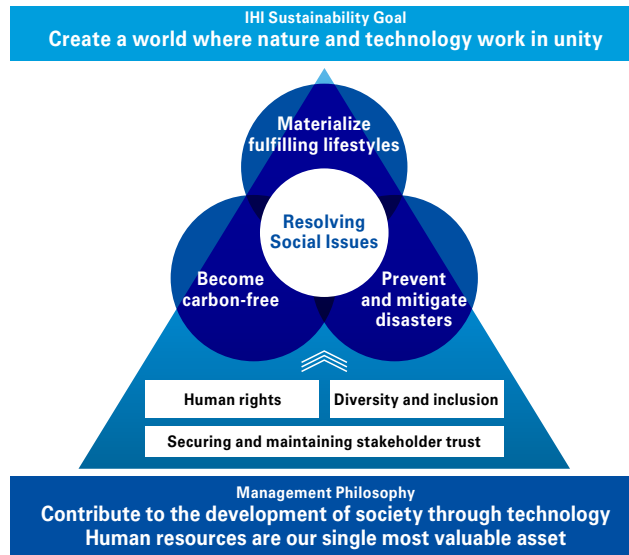 IHI Sustainability Goal
Create a world where nature and technology work in unity
Materialize
fulfilling lifestyles
Resolving
Social Issues
Become
carbon-free
Prevent
and mitigate
disasters
Human rights
Diversity and inclusion
Securing and maintaining stakeholder trust
Management Philosophy
Contribute to the development of society through technology
Human resources are our single most valuable asset